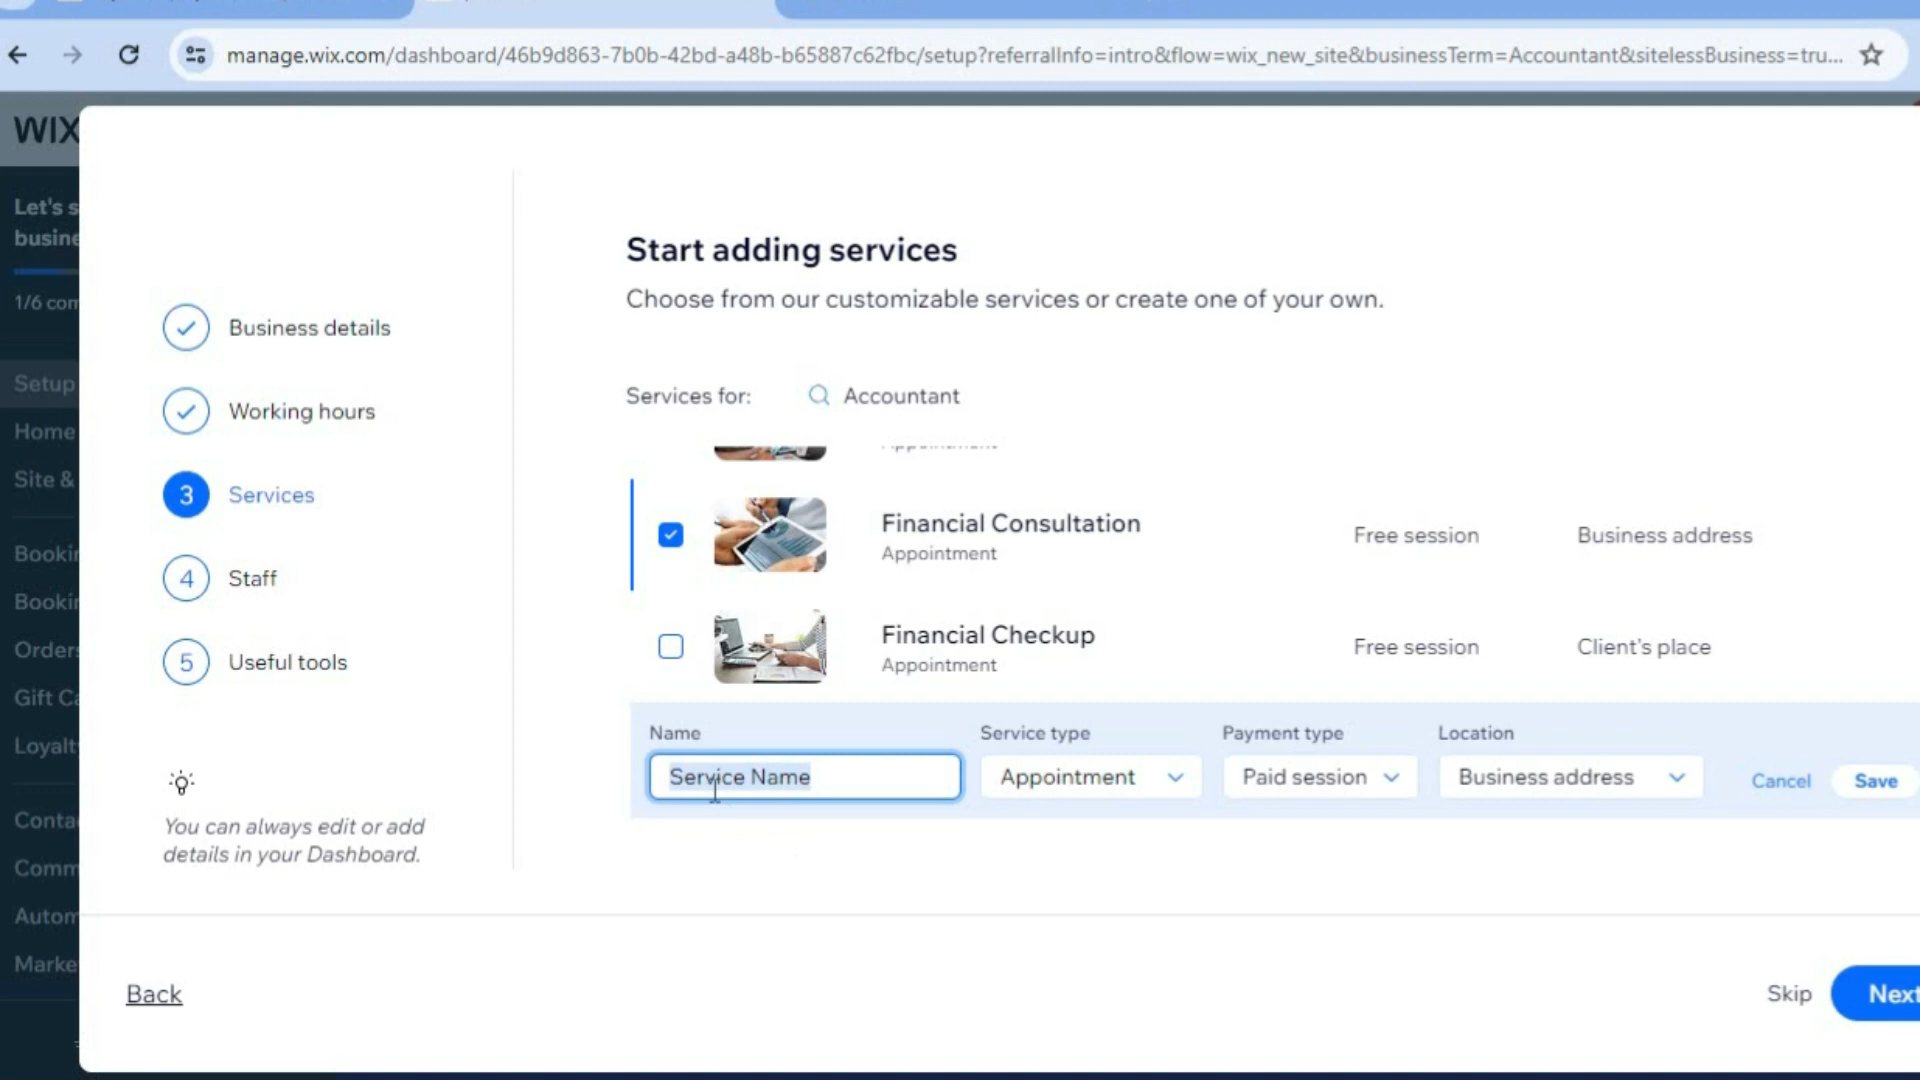 manage.wix.com/dashboard/46b9d863-7b0b-42bd-a48b-b65887c62fbc/setup?referralInfo=intro&flow=wix_new_site&businessTerm=Accountant&sitelessBusiness=tru...
WIX
Let's s
busine
1/6 com
Setup
Home
Site &
Bookin
Bookin
Orders
Gift Ca
Loyalt
Conta
Comm
Autom
Marke
Business details
Working hours
3 Services
4 Staff
5 Useful tools
You can always edit or add
details in your Dashboard.
Start adding services
Choose from our customizable services or create one of your own.
Services for: Accountant
Financial Consultation
Appointment
Free session
Business address
Financial Checkup
Appointment
Free session
Client's place
Name Service type Payment type Location
Service Name Appointment Paid session Business address Cancel Save
Back
Skip Next